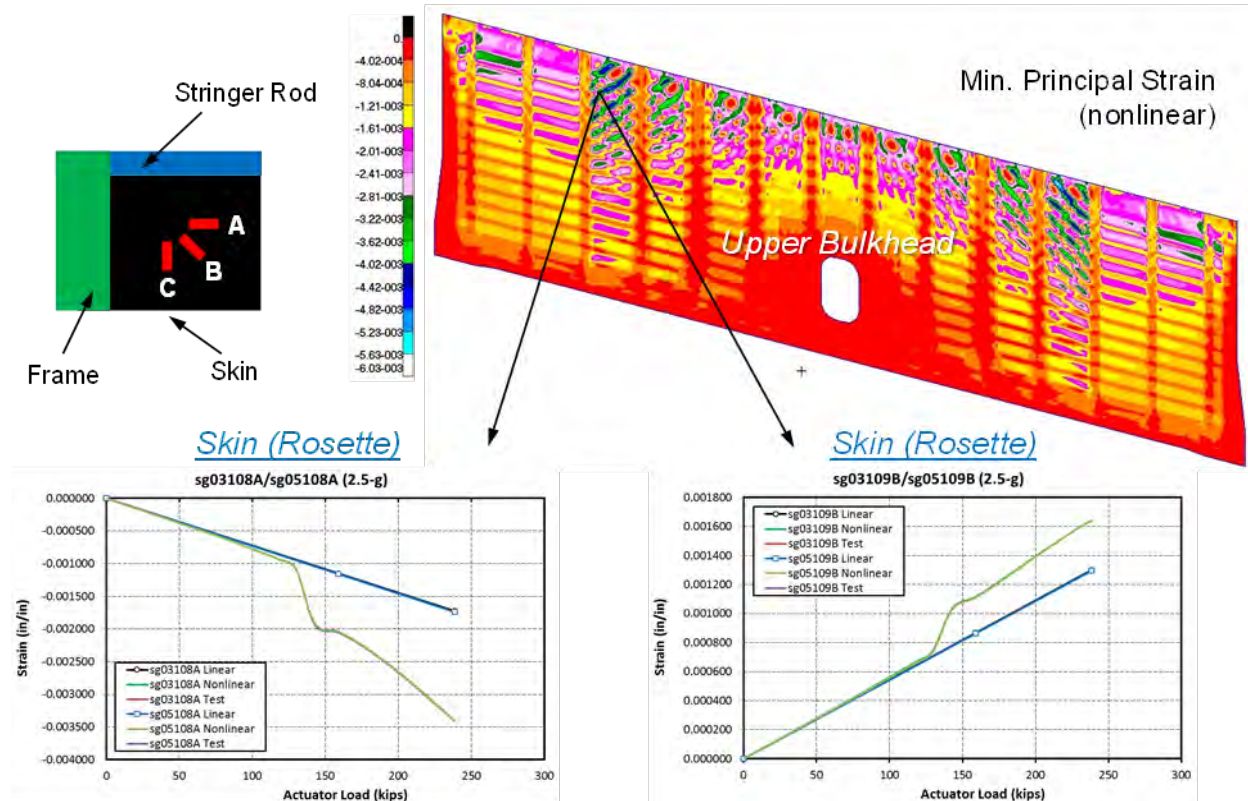 Stringer Rod
A
B
C
Frame
Skin
0.
-4.02-004
-8.04-004
-1.21-003
-1.61-003
-2.01-003
-2.41-003
-2.81-003
-3.22-003
-3.62-003
-4.02-003
-4.42-003
-4.82-003
-5.23-003
-5.63-003
-6.03-003
Min. Principal Strain
(nonlinear)
Upper Bulkhead
Skin (Rosette)
sg03108A/sg05108A (2.5-g)
0.000000
-0.000500
-0.001000
-0.001500
-0.002000
-0.002500
-0.003000
-0.003500
-0.004000
Strain (in/in)
sg03108A Linear
sg03108A Nonlinear
sg03108A Test
sg05108A Linear
sg05108A Nonlinear
sg05108A Test
0 50 100 150 200 250 300
Actuator Load (kips)
Skin (Rosette)
sg03109B/sg05109B (2.5-g)
0.001800
0.001600
0.001400
0.001200
0.001000
0.000800
0.000600
0.000400
0.000200
0.000000
Strain (in/in)
sg03109B Linear
sg03109B Nonlinear
sg03109B Test
sg05109B Linear
sg05109B Nonlinear
sg05109B Test
0 50 100 150 200 250 300
Actuator Load (kips)